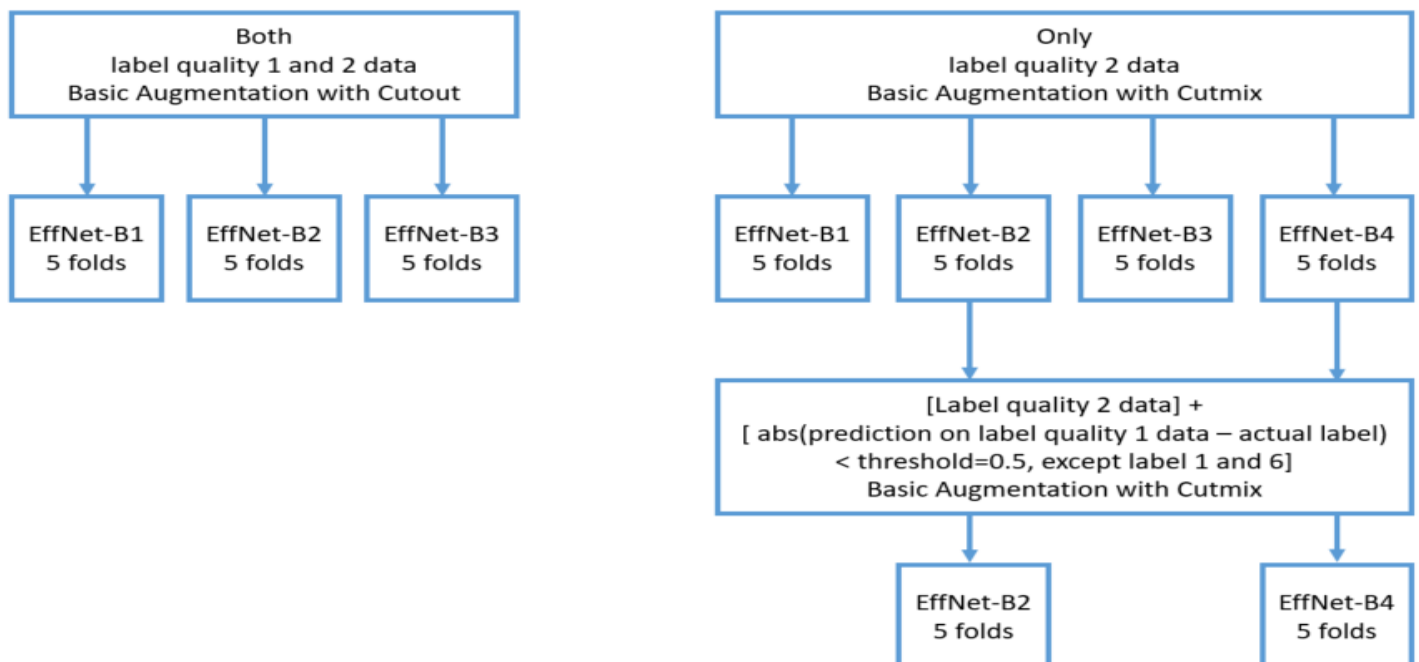 Both
label quality 1 and 2 data
Basic Augmentation with Cutout
EffNet-B1
5 folds
EffNet-B2
5 folds
EffNet-B3
5 folds
Only
label quality 2 data
Basic Augmentation with Cutmix
EffNet-B1
5 folds
EffNet-B2
5 folds
EffNet-B3
5 folds
EffNet-B4
5 folds
[Label quality 2 data] +
[ abs(prediction on label quality 1 data – actual label)
< threshold=0.5, except label 1 and 6]
Basic Augmentation with Cutmix
EffNet-B2
5 folds
EffNet-B4
5 folds